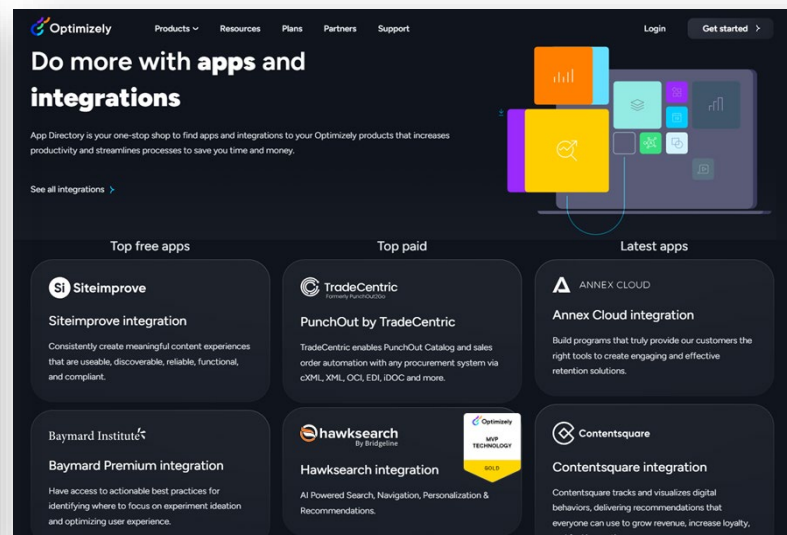 Optimizely
Products
Resources
Plans
Partners
Support
Login
Get started
Do more with apps and
integrations
App Directory is your one-stop shop to find apps and integrations to your Optimizely products that increases
productivity and streamlines processes to save you time and money.
See all integrations
Top free apps
Si Siteimprove
Siteimprove integration
Consistently create meaningful content experiences
that are useable, discoverable, reliable, functional,
and compliant.
Baymard Institute
Baymard Premium integration
Have access to actionable best practices for
identifying where to focus on experiment ideation
and optimizing user experience.
Top paid
TradeCentric
Formerly PunchOut2Go
PunchOut by TradeCentric
TradeCentric enables PunchOut Catalog and sales
order automation with any procurement system via
cXML, XML, OCI, EDI, iDOC and more.
hawksearch
By Bridgeline
Optimizely
MVP
TECHNOLOGY
GOLD
Hawksearch integration
AI Powered Search, Navigation, Personalization &
Recommendations.
Latest apps
ANNEX CLOUD
Annex Cloud integration
Build programs that truly provide our customers the
right tools to create engaging and effective
retention solutions.
Contentsquare
Contentsquare integration
Contentsquare tracks and visualizes digital
behaviors, delivering recommendations that
everyone can use to grow revenue, increase loyalty,